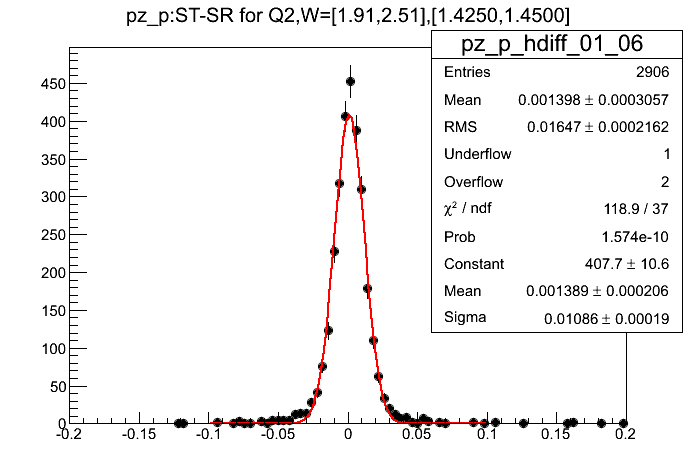 pz_p:ST-SR for Q2,W=[1.91,2.51],[1.4250,1.4500]
pz_p_hdiff_01_06
Entries 2906
Mean 0.001398 ± 0.0003057
RMS 0.01647 ± 0.0002162
Underflow 1
Overflow 2
χ² / ndf 118.9 / 37
Prob 1.574e-10
Constant 407.7 ± 10.6
Mean 0.001389 ± 0.000206
Sigma 0.01086 ± 0.00019
450
400
350
300
250
200
150
100
50
0
-0.2 -0.15 -0.1 -0.05 0 0.05 0.1 0.15 0.2